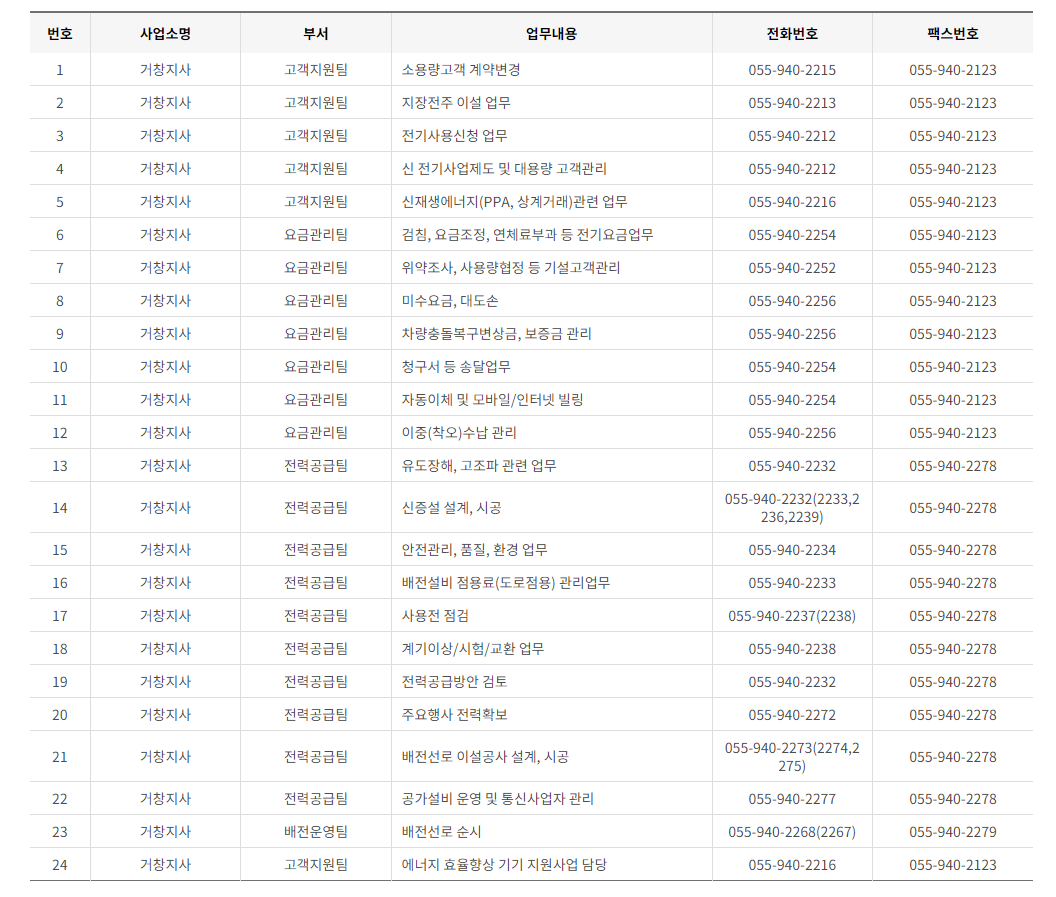 번호 사업소명 부서 업무내용 전화번호 팩스번호
1 거창지사 고객지원팀 소용량고객 계약변경 055-940-2215 055-940-2123
2 거창지사 고객지원팀 지장전주 이설 업무 055-940-2213 055-940-2123
3 거창지사 고객지원팀 전기사용신청 업무 055-940-2212 055-940-2123
4 거창지사 고객지원팀 신 전기사업제도 및 대용량 고객관리 055-940-2212 055-940-2123
5 거창지사 고객지원팀 신재생에너지(PPA, 상계거래)관련 업무 055-940-2216 055-940-2123
6 거창지사 요금관리팀 검침, 요금조정, 연체료부과 등 전기요금업무 055-940-2254 055-940-2123
7 거창지사 요금관리팀 위약조사, 사용량협정 등 기설고객관리 055-940-2252 055-940-2123
8 거창지사 요금관리팀 미수요금, 대도손 055-940-2256 055-940-2123
9 거창지사 요금관리팀 차량충돌복구변상금, 보증금 관리 055-940-2256 055-940-2123
10 거창지사 요금관리팀 청구서 등 송달업무 055-940-2254 055-940-2123
11 거창지사 요금관리팀 자동이체 및 모바일/인터넷 빌링 055-940-2254 055-940-2123
12 거창지사 요금관리팀 이중(착오)수납 관리 055-940-2256 055-940-2123
13 거창지사 전력공급팀 유도장해, 고조파 관련 업무 055-940-2232 055-940-2278
14 거창지사 전력공급팀 신증설 설계, 시공 055-940-2232(2233,2
236,2239) 055-940-2278
15 거창지사 전력공급팀 안전관리, 품질, 환경 업무 055-940-2234 055-940-2278
16 거창지사 전력공급팀 배전설비 점용료(도로점용) 관리업무 055-940-2233 055-940-2278
17 거창지사 전력공급팀 사용전 점검 055-940-2237(2238) 055-940-2278
18 거창지사 전력공급팀 계기이상/시험/교환 업무 055-940-2238 055-940-2278
19 거창지사 전력공급팀 전력공급방안 검토 055-940-2232 055-940-2278
20 거창지사 전력공급팀 주요행사 전력확보 055-940-2272 055-940-2278
21 거창지사 전력공급팀 배전선로 이설공사 설계, 시공 055-940-2273(2274,2
275) 055-940-2278
22 거창지사 전력공급팀 공가설비 운영 및 통신사업자 관리 055-940-2277 055-940-2278
23 거창지사 배전운영팀 배전선로 순시 055-940-2268(2267) 055-940-2279
24 거창지사 고객지원팀 에너지 효율향상 기기 지원사업 담당 055-940-2216 055-940-2123